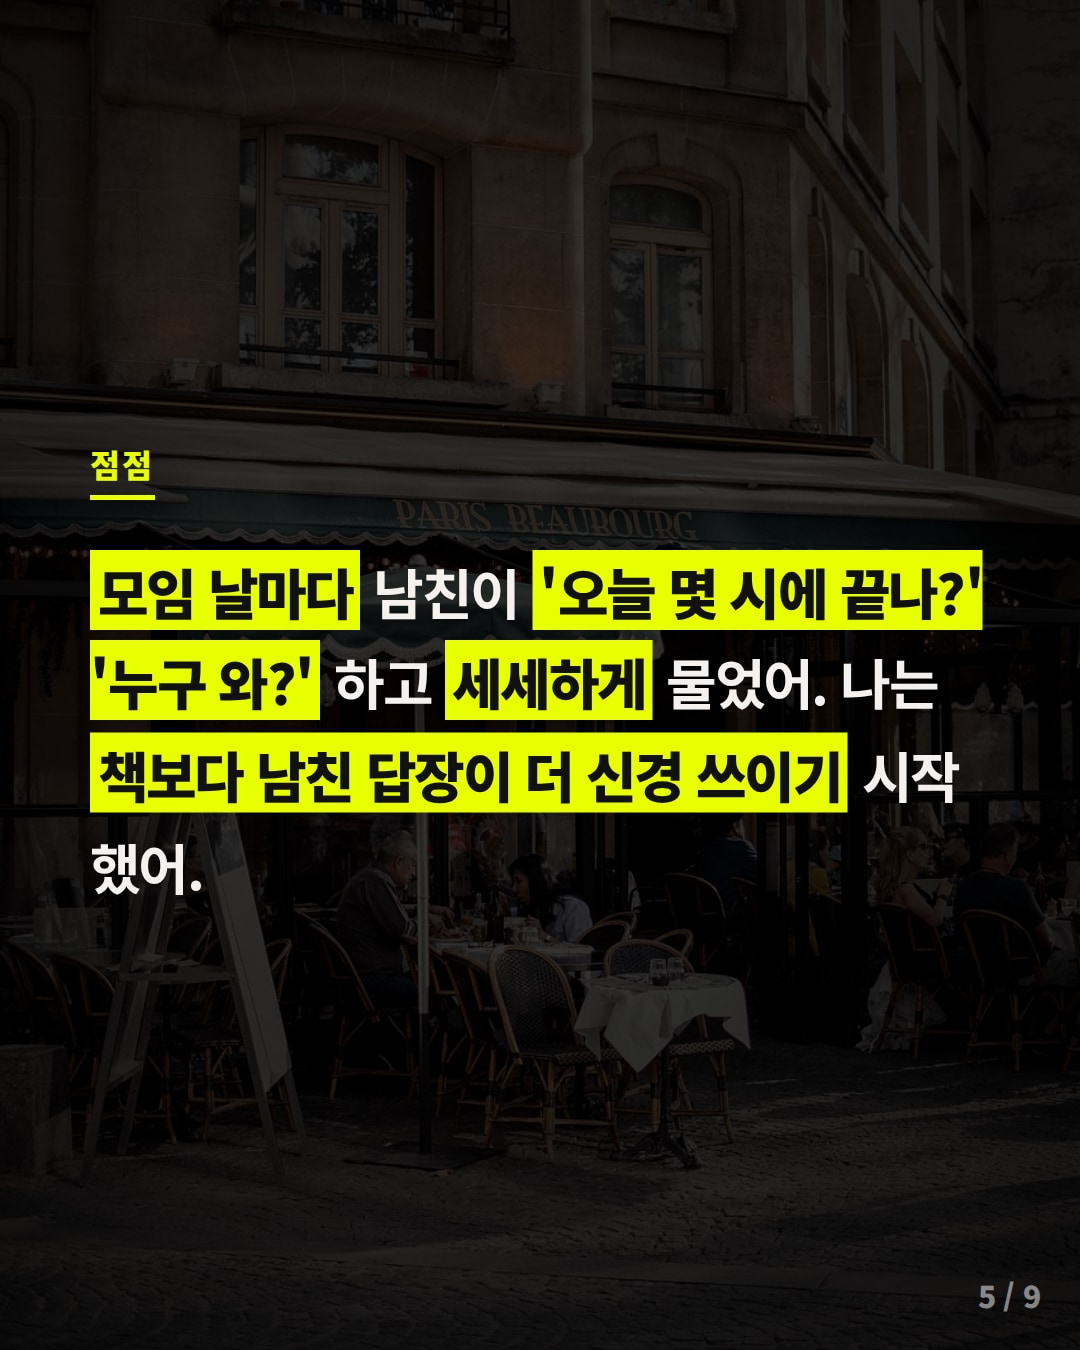 점점
PARIS BEAUBOURG
모임 날마다 남친이 '오늘 몇 시에 끝나?'
'누구 와?' 하고 세세하게 물었어. 나는
책보다 남친 답장이 더 신경 쓰이기 시작
했어.
5 / 9